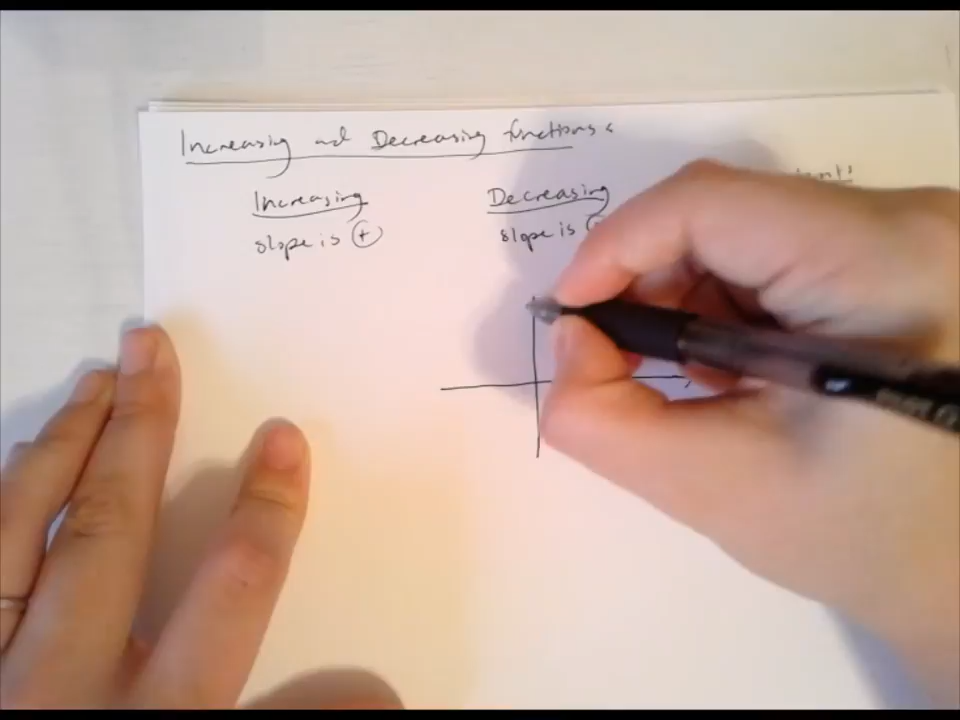 Increasing and Decreasing functions
Increasing
Decreasing
slope is +
slope is